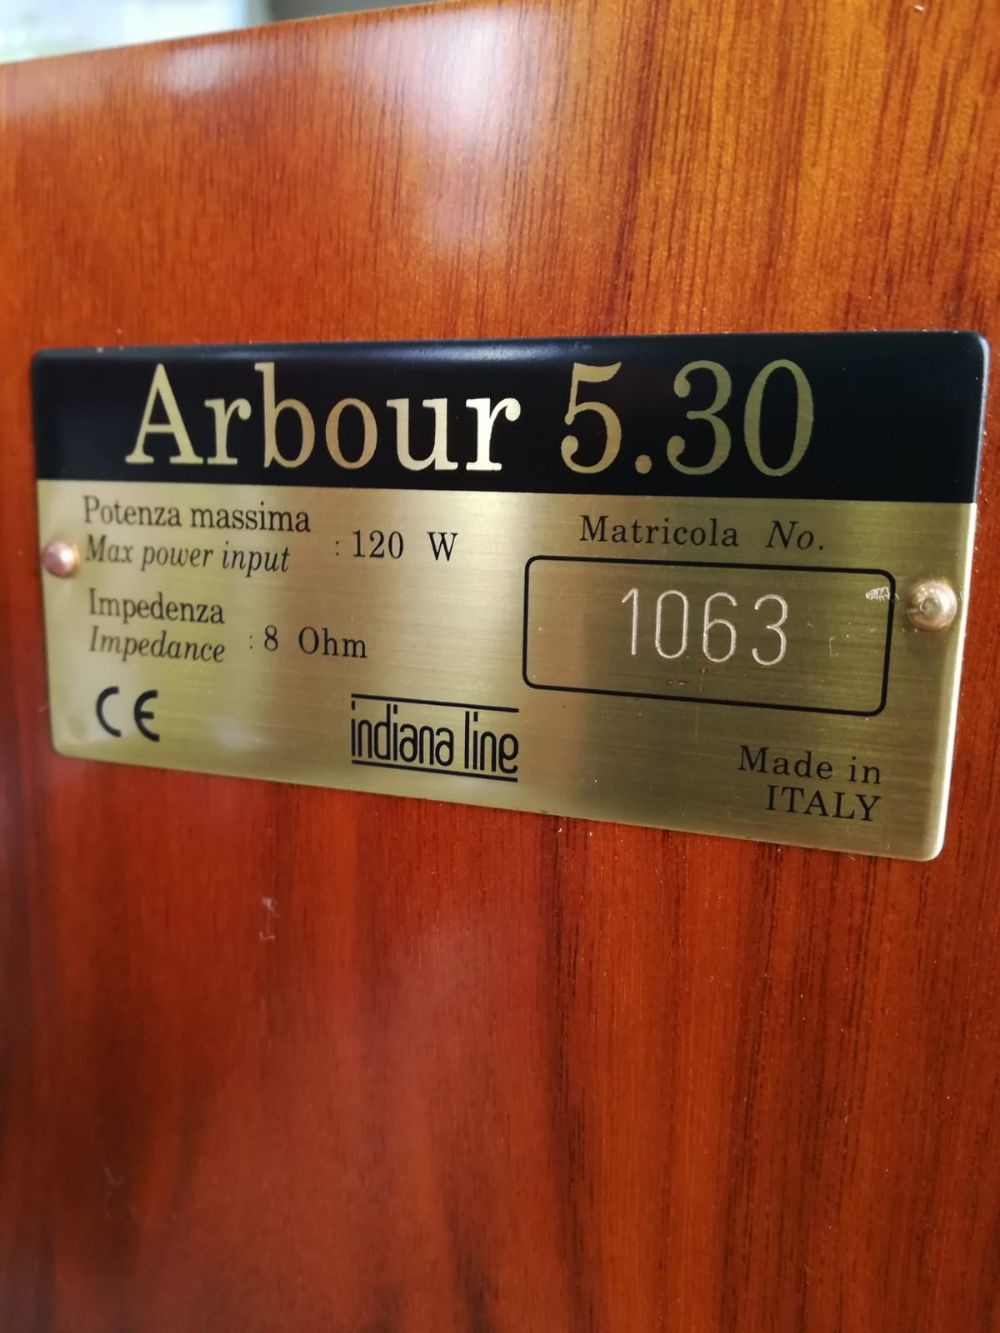 Arbour 5.30
Potenza massima
Max power input : 120 W
Impedenza
Impedance : 8 Ohm
Matricola No.
1063
CE
indiana line
Made in
ITALY